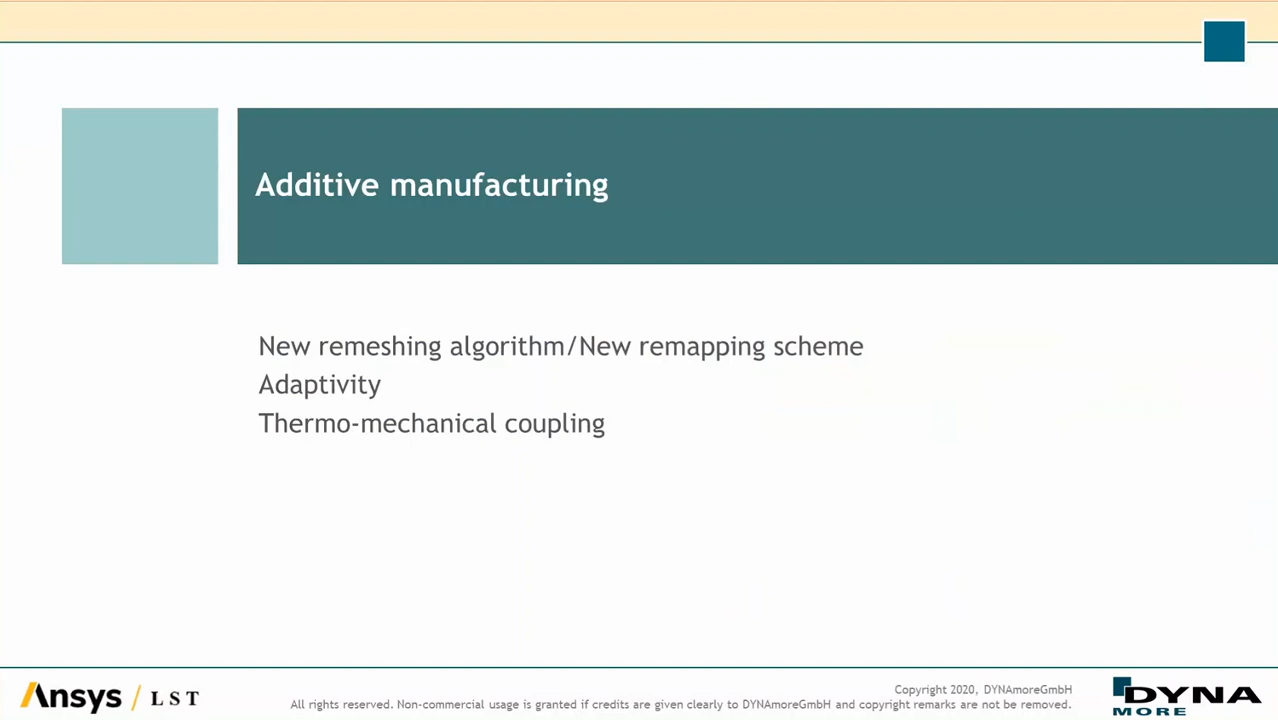 Additive manufacturing
New remeshing algorithm/New remapping scheme
Adaptivity
Thermo-mechanical coupling
Ansys / LST
Copyright 2020, DYNAmoreGmbH
All rights reserved. Non-commercial usage is granted if credits are given clearly to DYNAmoreGmbH and copyright remarks are not be removed.
DYNA
MORE